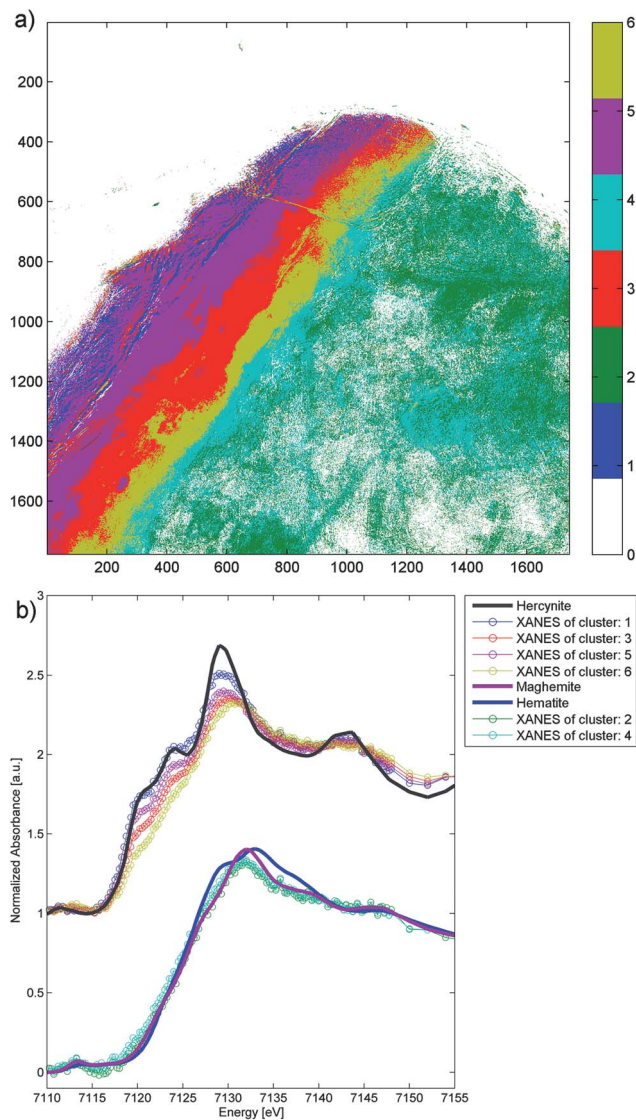 a)
6
5
4
3
2
1
0
200
400
600
800
1000
1200
1400
1600
200 400 600 800 1000 1200 1400 1600
b)
3
2.5
2
1.5
1
0.5
0
Normalized Absorbance [a.u.]
7110 7115 7120 7125 7130 7135 7140 7145 7150 7155
Energy [eV]
Hercynite
XANES of cluster: 1
XANES of cluster: 3
XANES of cluster: 5
XANES of cluster: 6
Maghemite
Hematite
XANES of cluster: 2
XANES of cluster: 4